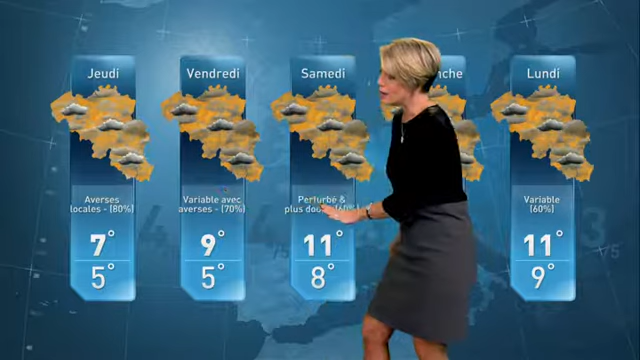 Jeudi
Averses
locales - (80%)
7°
5°
Vendredi
Variable avec
averses - (70%)
9°
5°
Samedi
Perturbé &
plus
11°
8°
nche
Lundi
Variable
(60%)
11°
9°